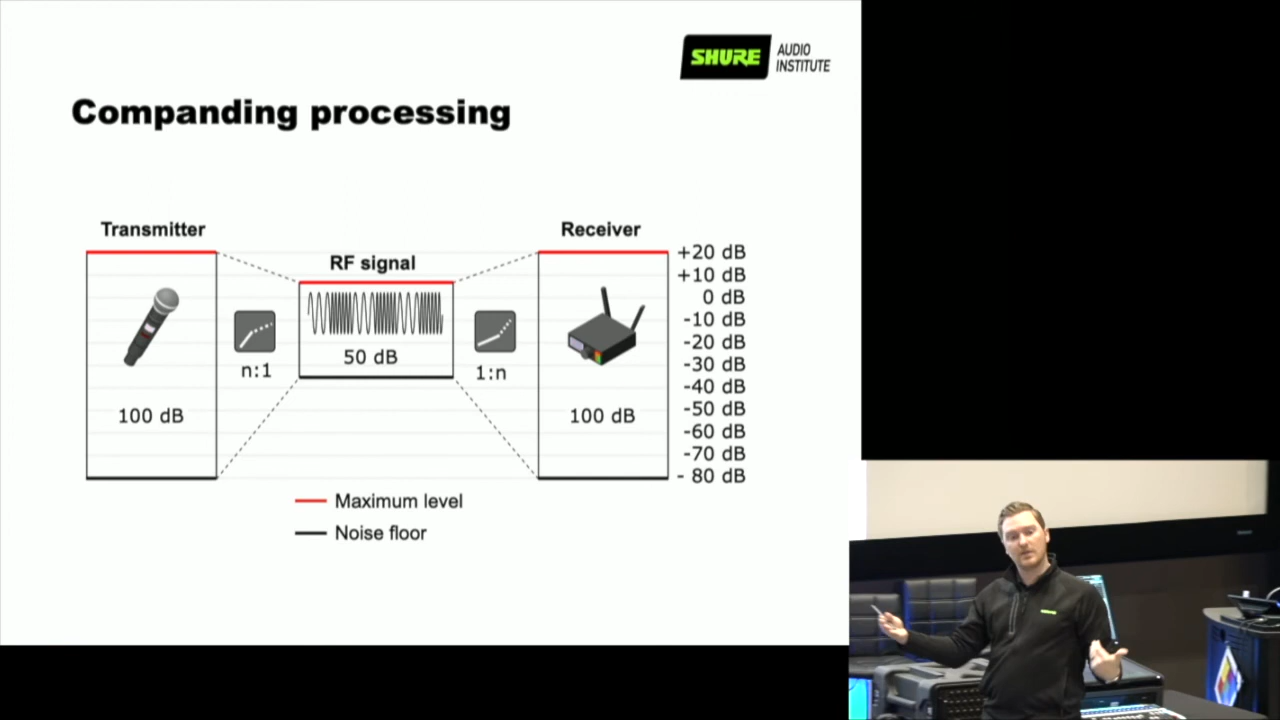 SHURE AUDIO
INSTITUTE
Companding processing
Transmitter
RF signal
Receiver
50 dB
n:1
1:n
100 dB
100 dB
+20 dB
+10 dB
0 dB
-10 dB
-20 dB
-30 dB
-40 dB
-50 dB
-60 dB
-70 dB
- 80 dB
Maximum level
Noise floor